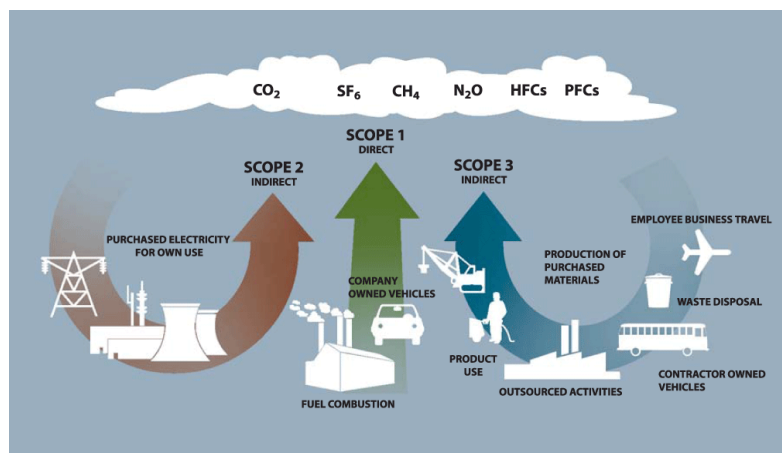 CO₂ SF₆ CH₄ N₂O HFCs PFCs
SCOPE 1
DIRECT
SCOPE 2
INDIRECT
SCOPE 3
INDIRECT
PURCHASED ELECTRICITY
FOR OWN USE
COMPANY
OWNED VEHICLES
FUEL COMBUSTION
PRODUCT
USE
PRODUCTION OF
PURCHASED
MATERIALS
OUTSOURCED ACTIVITIES
EMPLOYEE BUSINESS TRAVEL
WASTE DISPOSAL
CONTRACTOR OWNED
VEHICLES